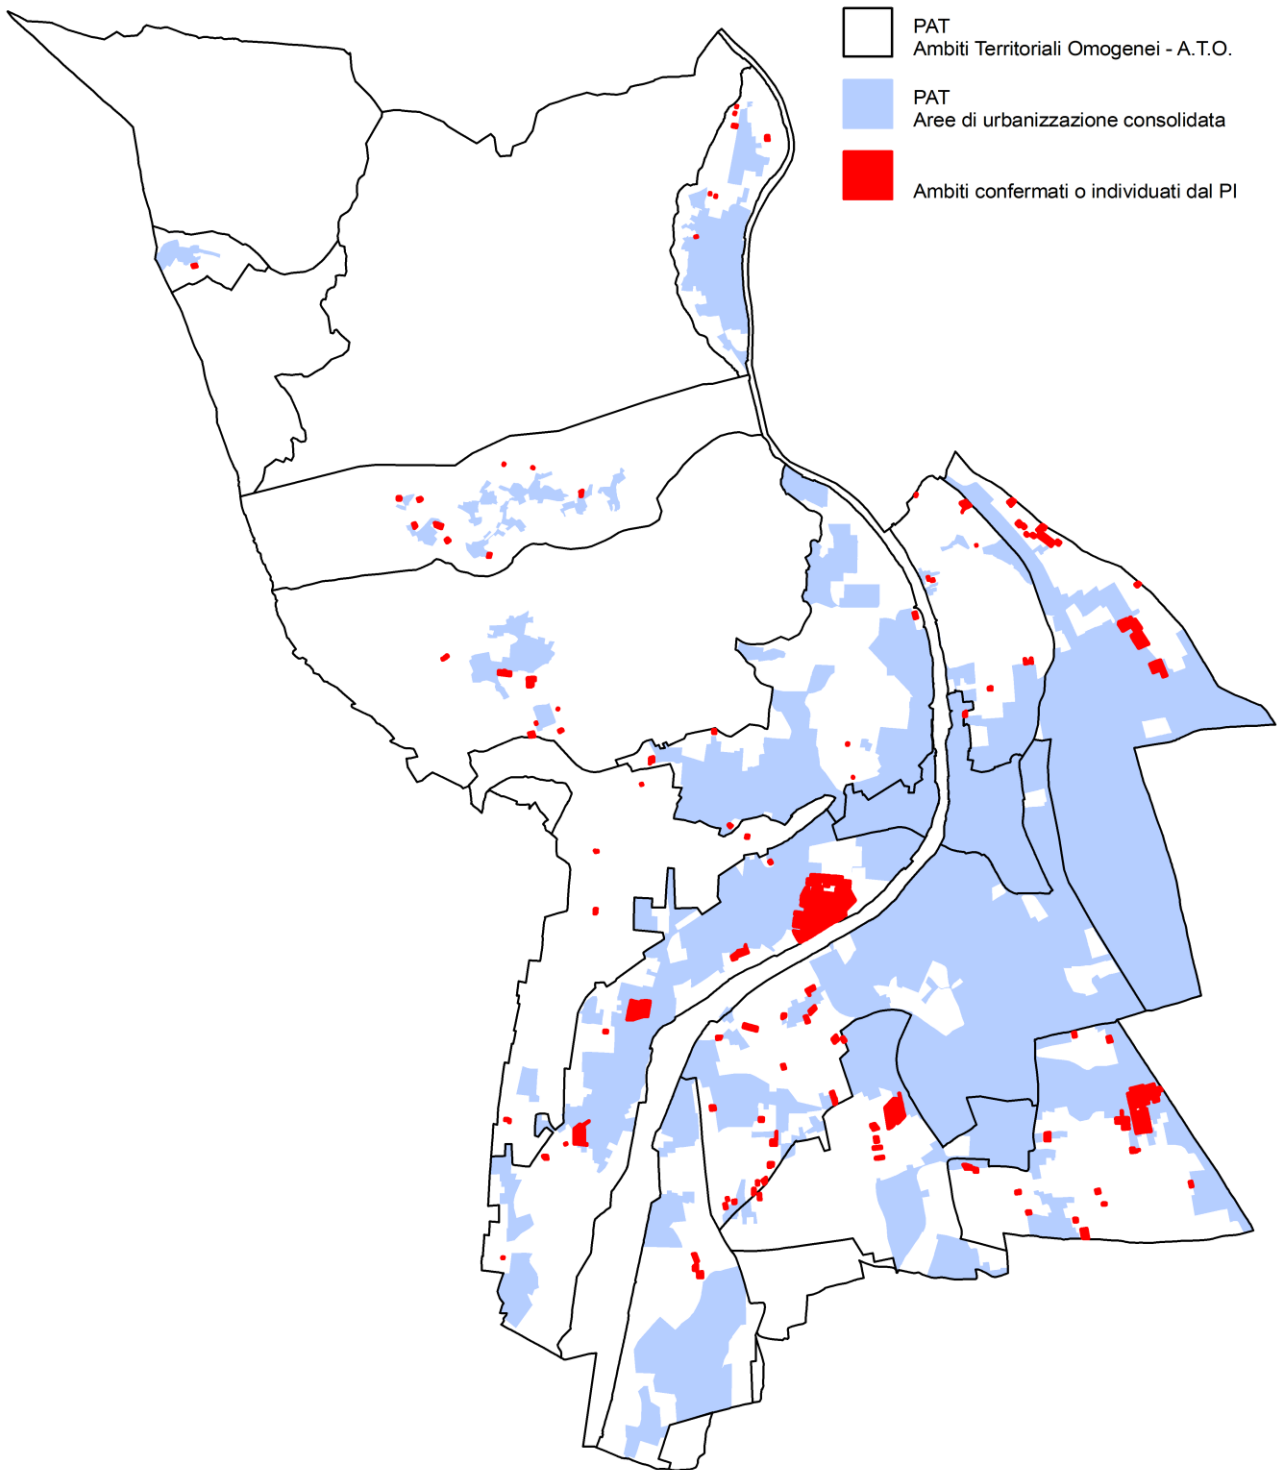 PAT
Ambiti Territoriali Omogenei - A.T.O.
PAT
Aree di urbanizzazione consolidata
Ambiti confermati o individuati dal PI